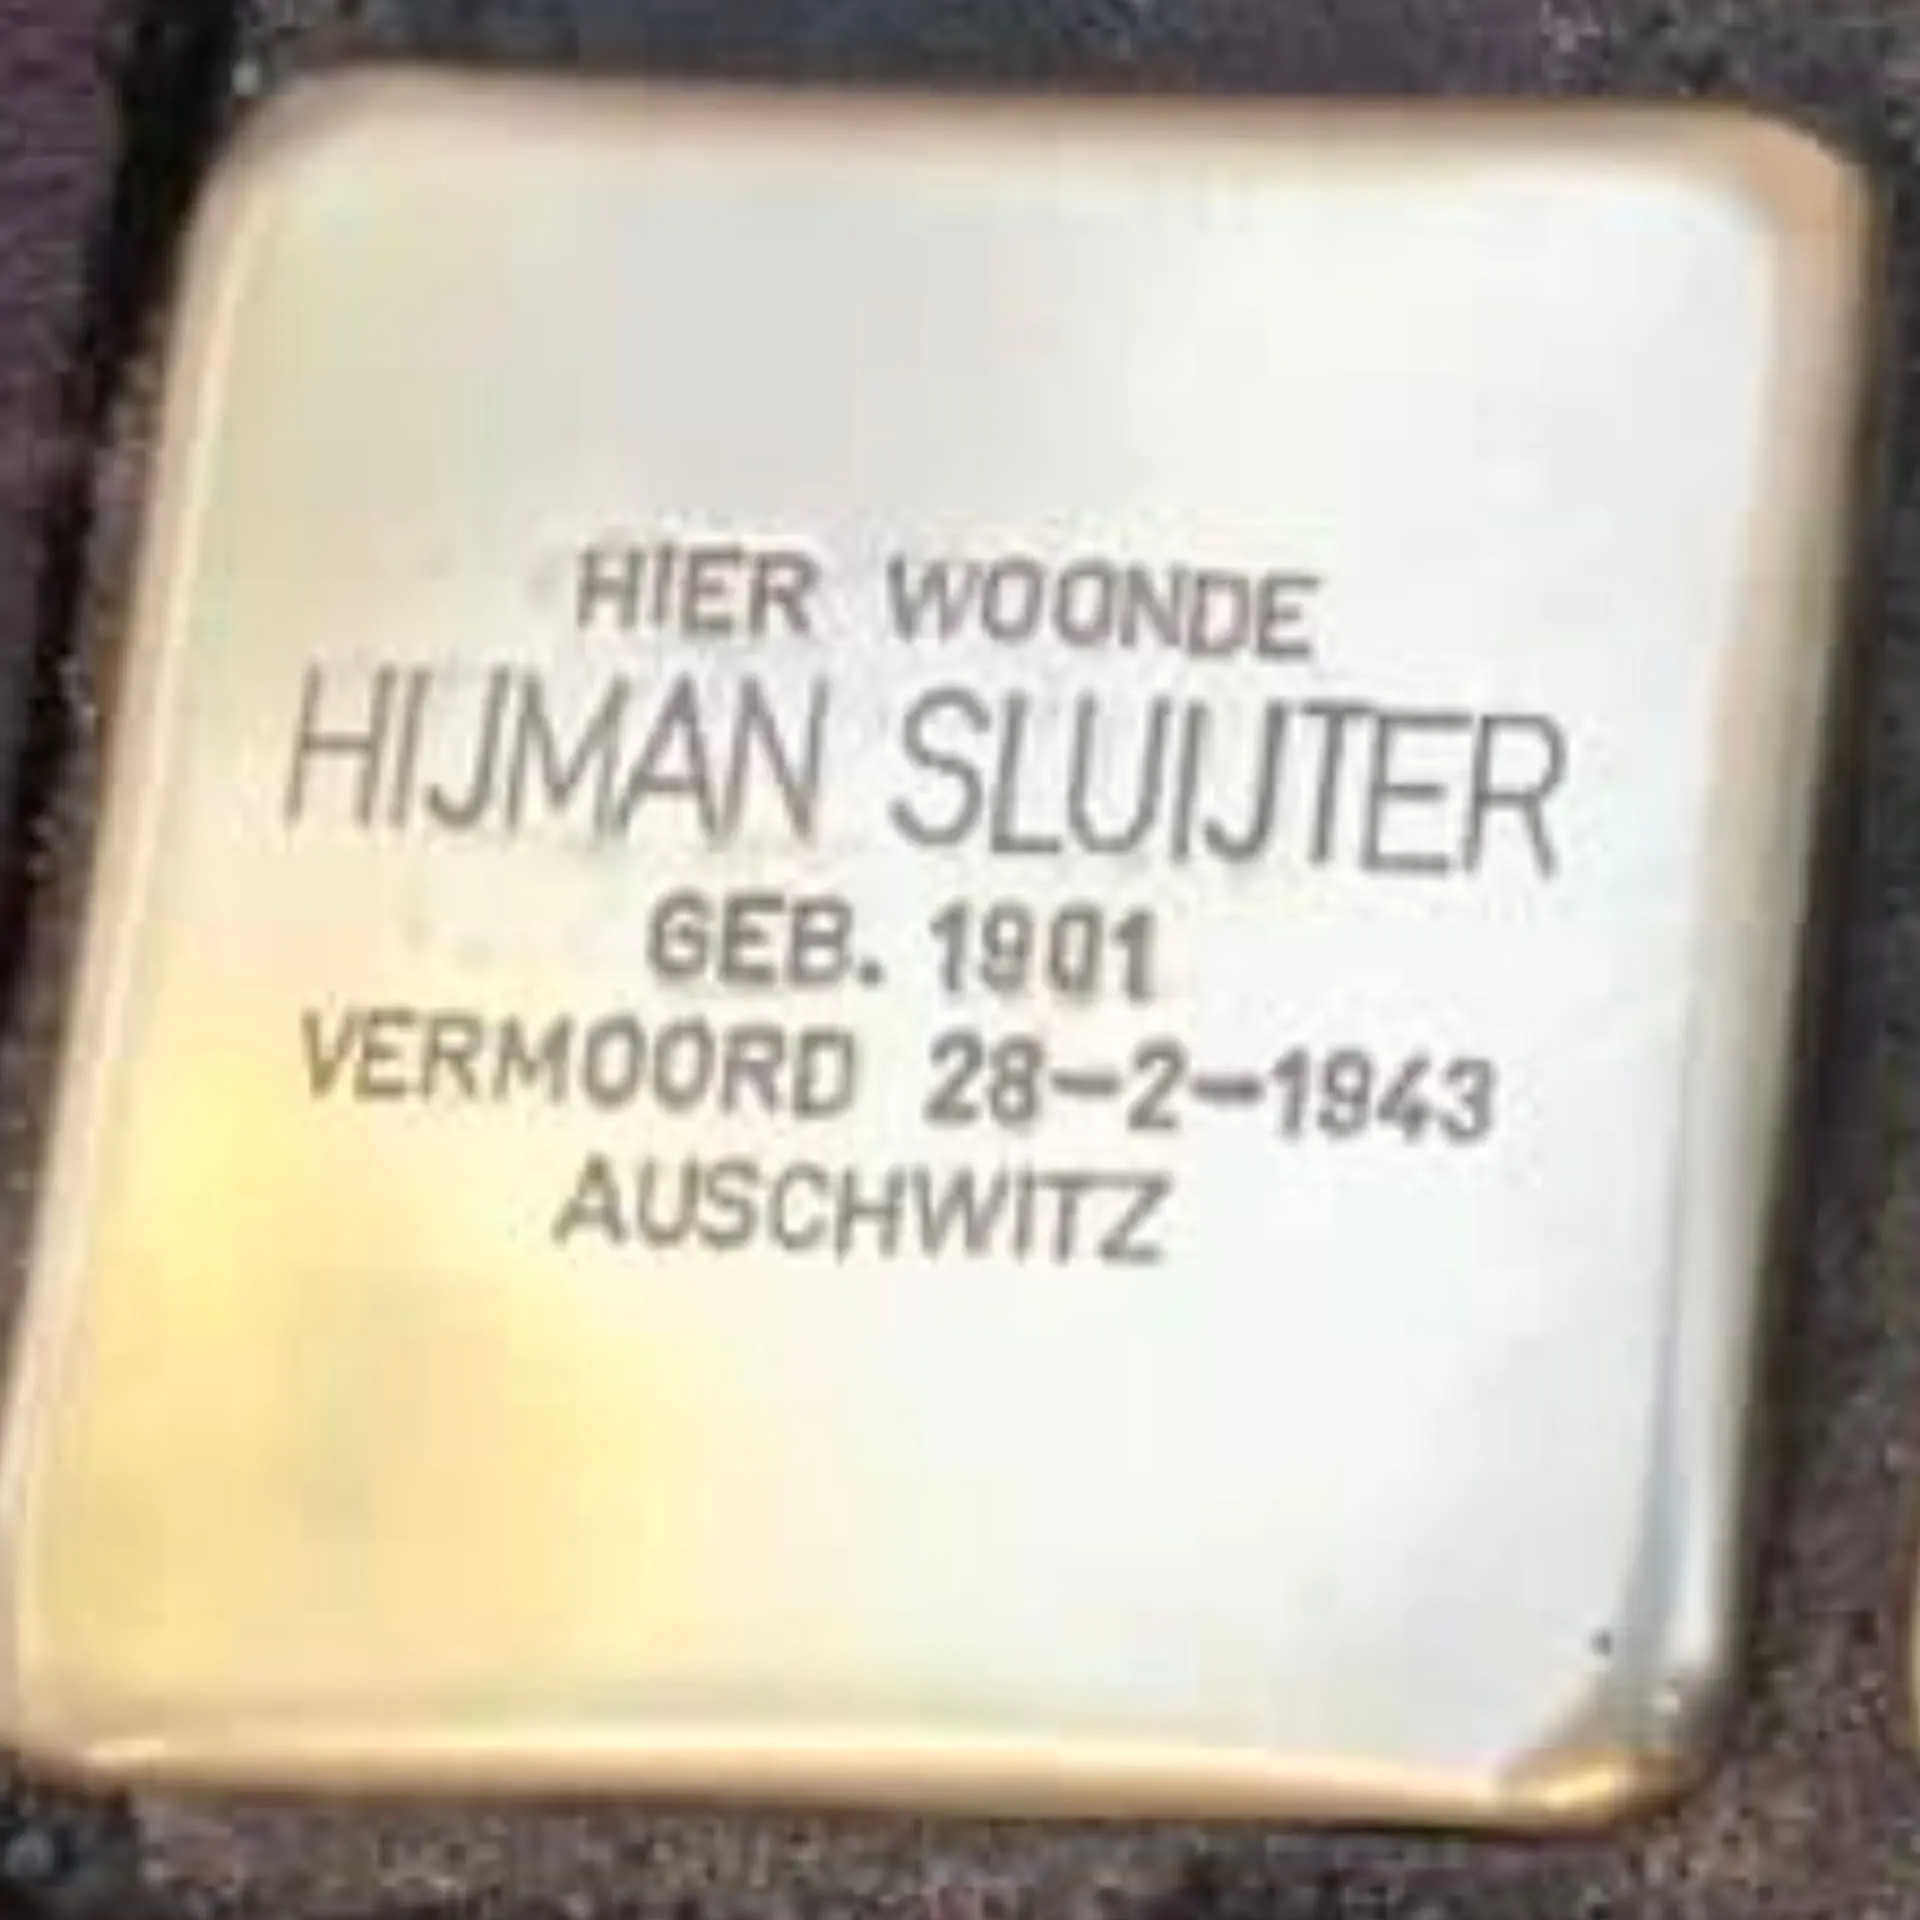 HIER WOONDE
HIJMAN SLUIJTER
GEB. 1901
VERMOORD 28-2-1943
AUSCHWITZ